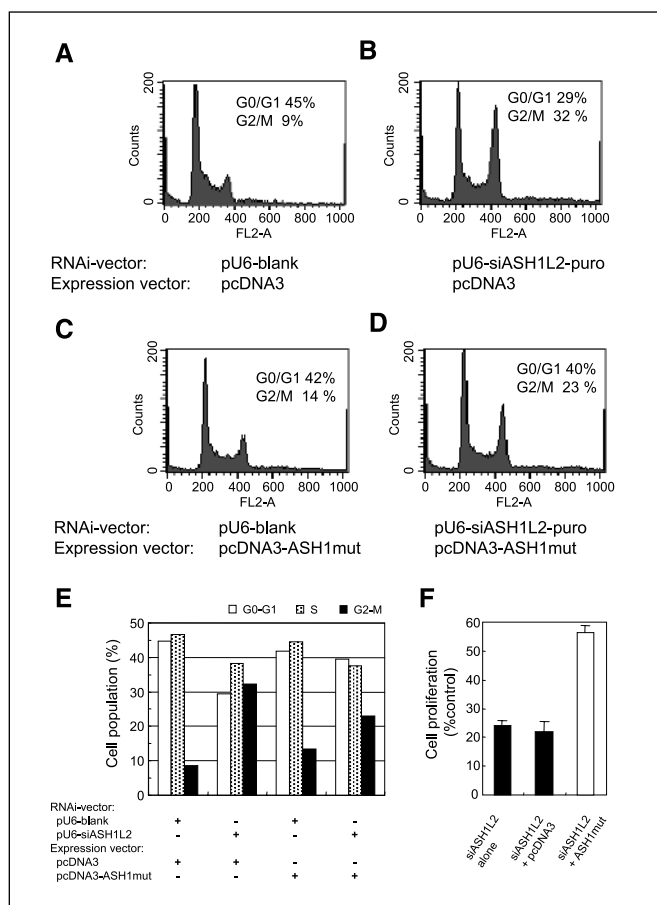 A
200
0
Counts
G0/G1 45%
G2/M 9%
0 200 400 600 800 1000
FL2-A
B
200
0
Counts
G0/G1 29%
G2/M 32 %
0 200 400 600 800 1000
FL2-A
RNAi-vector: pU6-blank pU6-siASH1L2-puro
Expression vector: pcDNA3 pcDNA3
C
200
0
Counts
G0/G1 42%
G2/M 14 %
0 200 400 600 800 1000
FL2-A
D
200
0
Counts
G0/G1 40%
G2/M 23 %
0 200 400 600 800 1000
FL2-A
RNAi-vector: pU6-blank pU6-siASH1L2-puro
Expression vector: pcDNA3-ASH1mut pcDNA3-ASH1mut
E
G0-G1 S G2-M
Cell population (%)
50
45
40
30
20
10
0
RNAi-vector:
pU6-blank + - + -
pU6-siASH1L2 - + - +
Expression vector:
pcDNA3 + + - -
pcDNA3-ASH1mut - - + +
F
Cell proliferation
(%control)
60
50
40
30
20
10
0
siASH1L2
alone
siASH1L2
+ pcDNA3
siASH1L2
+ ASH1mut